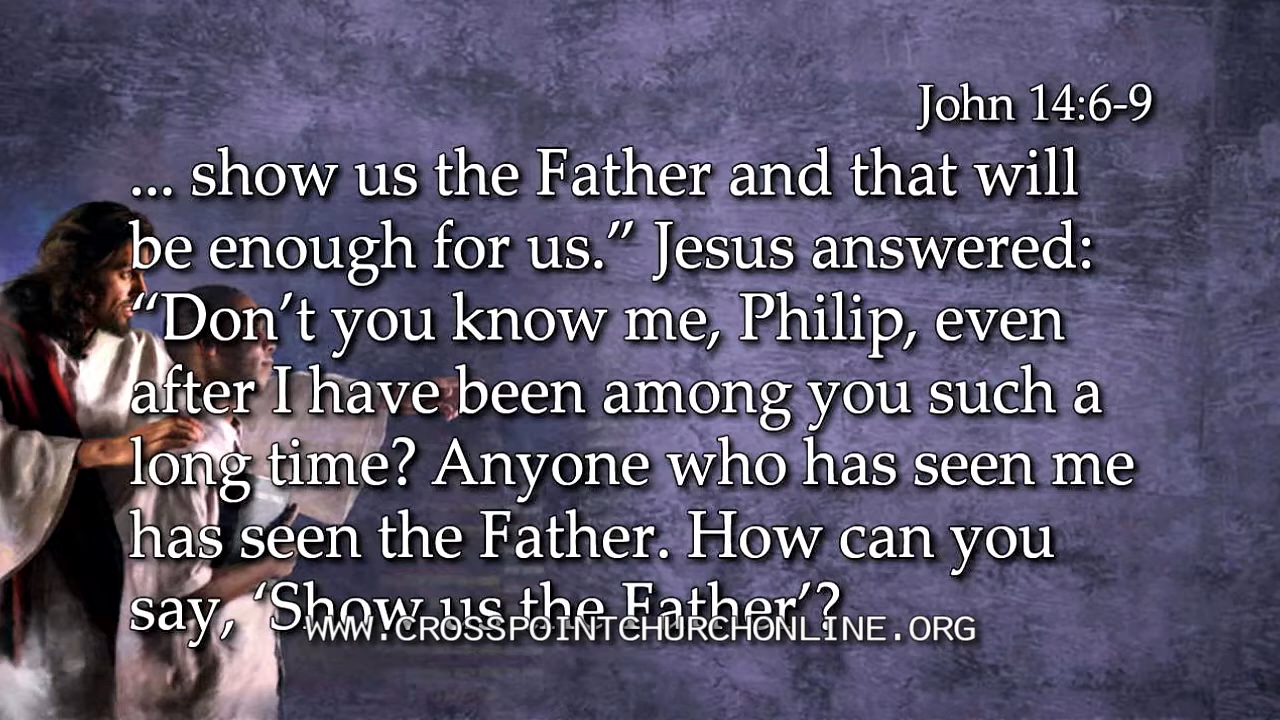 John 14:6-9
... show us the Father and that will
be enough for us.” Jesus answered:
“Don’t you know me, Philip, even
after I have been among you such a
long time? Anyone who has seen me
has seen the Father. How can you
say, ‘Show us the Father’?
WWW.CROSSPOINTCHURCHONLINE.ORG